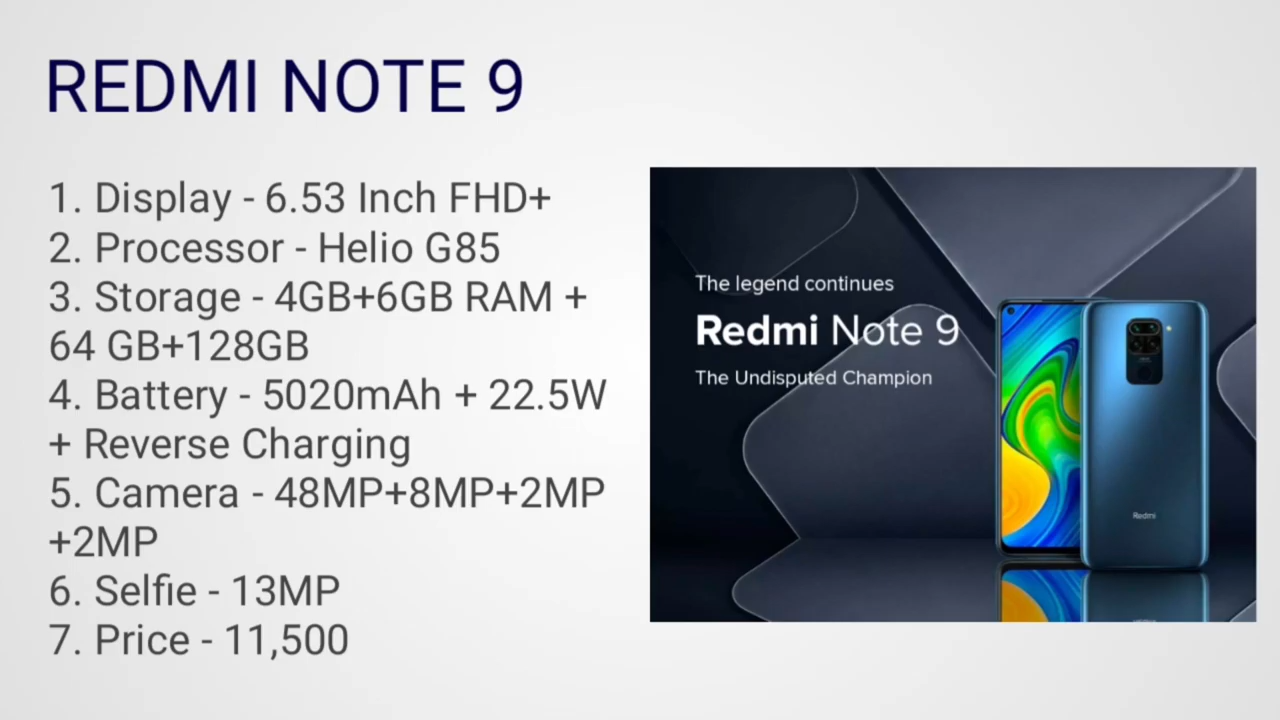 REDMI NOTE 9
1. Display - 6.53 Inch FHD+
2. Processor - Helio G85
3. Storage - 4GB+6GB RAM +
64 GB+128GB
4. Battery - 5020mAh + 22.5W
+ Reverse Charging
5. Camera - 48MP+8MP+2MP
+2MP
6. Selfie - 13MP
7. Price - 11,500
The legend continues
Redmi Note 9
The Undisputed Champion
Redmi